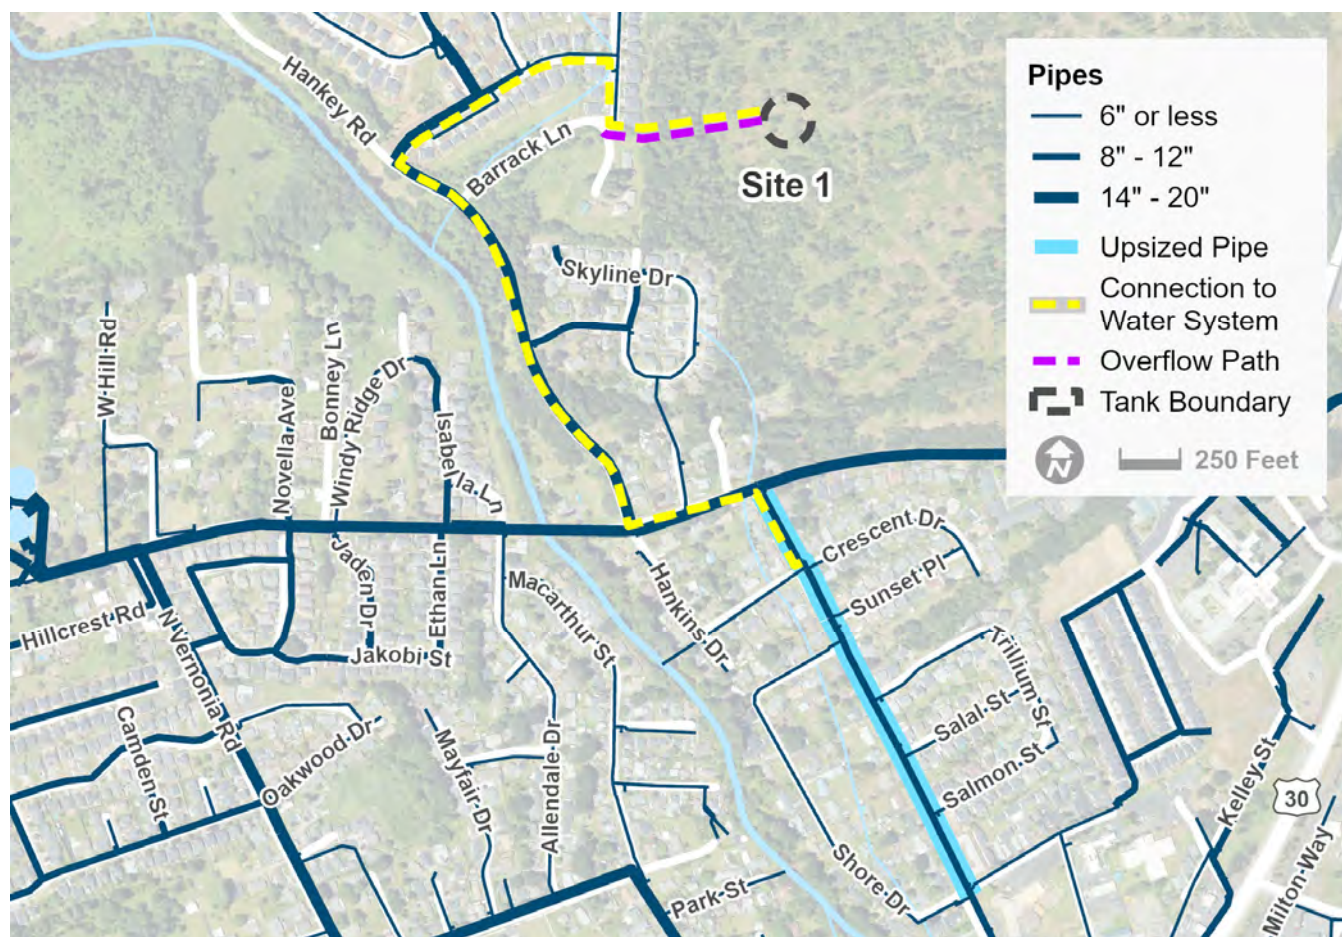 Pipes
6" or less
8" - 12"
14" - 20"
Upsized Pipe
Connection to
Water System
Overflow Path
Tank Boundary
N
250 Feet
Hankey Rd
Barrack Ln
Site 1
Skyline Dr
W Hill Rd
Novella Ave
Bonney Ln
Windy Ridge Dr
Isabella Ln
Crescent Dr
Sunset Pl
Hillcrest Rd
N Vernonia Rd
Jaden Dr
Ethan Ln
Jakobi St
Macarthur St
Hankins Dr
Trillium St
Salal St
Salmon St
Camden St
Oakwood Dr
Mayfair Dr
Allendale Dr
Park St
Shore Dr
Kelley St
30
Milton Way